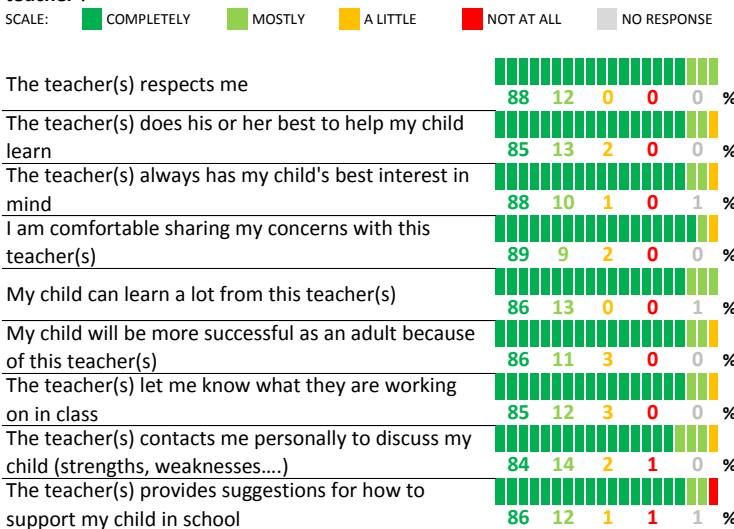 SCALE: COMPLETELY MOSTLY A LITTLE NOT AT ALL NO RESPONSE
The teacher(s) respects me
88 12 0 0 0 %
The teacher(s) does his or her best to help my child
learn
85 13 2 0 0 %
The teacher(s) always has my child's best interest in
mind
88 10 1 0 1 %
I am comfortable sharing my concerns with this
teacher(s)
89 9 2 0 0 %
My child can learn a lot from this teacher(s)
86 13 0 0 1 %
My child will be more successful as an adult because
of this teacher(s)
86 11 3 0 0 %
The teacher(s) let me know what they are working
on in class
85 12 3 0 0 %
The teacher(s) contacts me personally to discuss my
child (strengths, weaknesses….)
84 14 2 1 0 %
The teacher(s) provides suggestions for how to
support my child in school
86 12 1 1 1 %